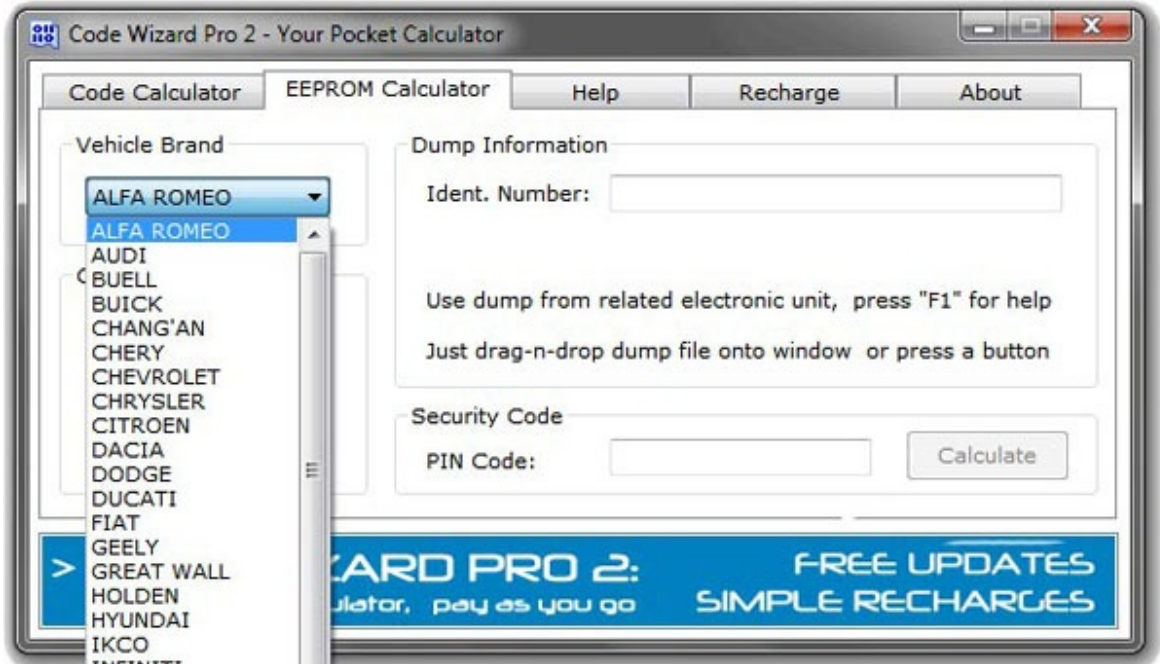 Code Wizard Pro 2 - Your Pocket Calculator
Code Calculator
EEPROM Calculator
Help
Recharge
About
Vehicle Brand
ALFA ROMEO
ALFA ROMEO
AUDI
BUELL
BUICK
CHANG'AN
CHERY
CHEVROLET
CHRYSLER
CITROEN
DACIA
DODGE
DUCATI
FIAT
GEELY
GREAT WALL
HOLDEN
HYUNDAI
IKCO
INFINITI
Dump Information
Ident. Number:
Use dump from related electronic unit, press "F1" for help
Just drag-n-drop dump file onto window or press a button
Security Code
PIN Code:
Calculate
PRO 2:
pay as you go
FREE UPDATES
SIMPLE RECHARGES